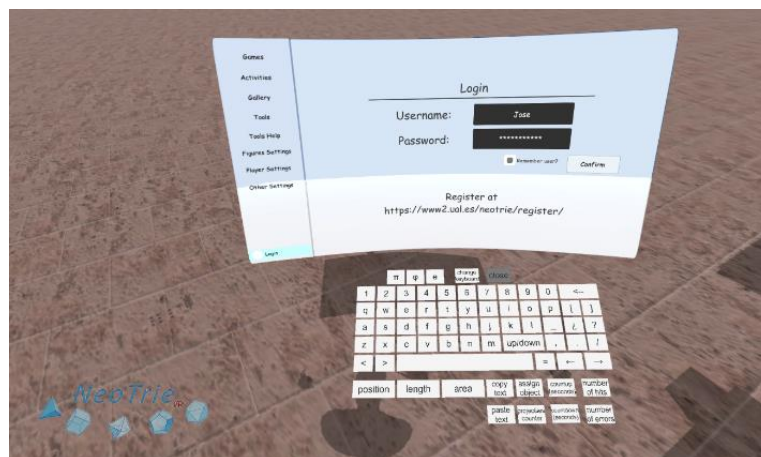 Games
Activities
Gallery
Tools
Tools Help
Figures Settings
Player Settings
Other Settings
Login
Login
Username: Jose
Password: ***********
Remember user? Confirm
Register at
https://www2.ual.es/neotrie/register/
π φ e change keyboard close
1 2 3 4 5 6 7 8 9 0 <--
q w e r t y u i o p [ ]
a s d f g h j k l _ ¿ ?
z x c v b n m up/down , . /
< > = ← →
position length area copy text assign object countup (seconds) number of hits
paste text projectiles counter countdown (seconds) number of errors
NeoTrie VR